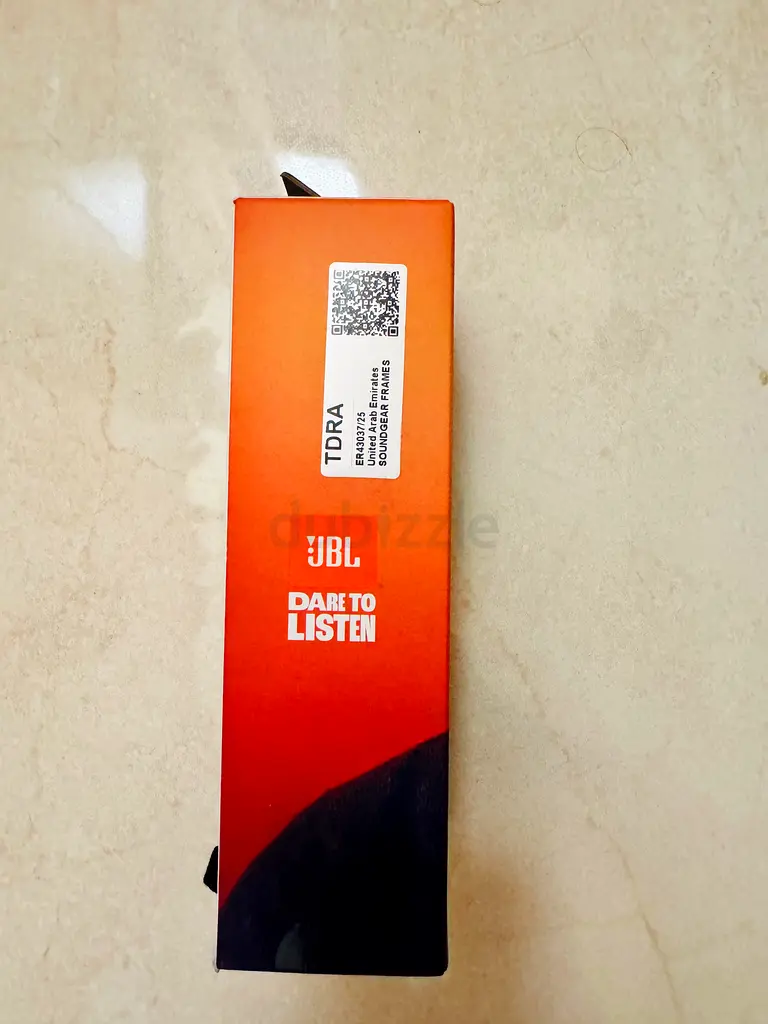 TDRA
ER43037/25
United Arab Emirates
SOUNDGEAR FRAMES
dubizzle
JBL
DARE TO
LISTEN